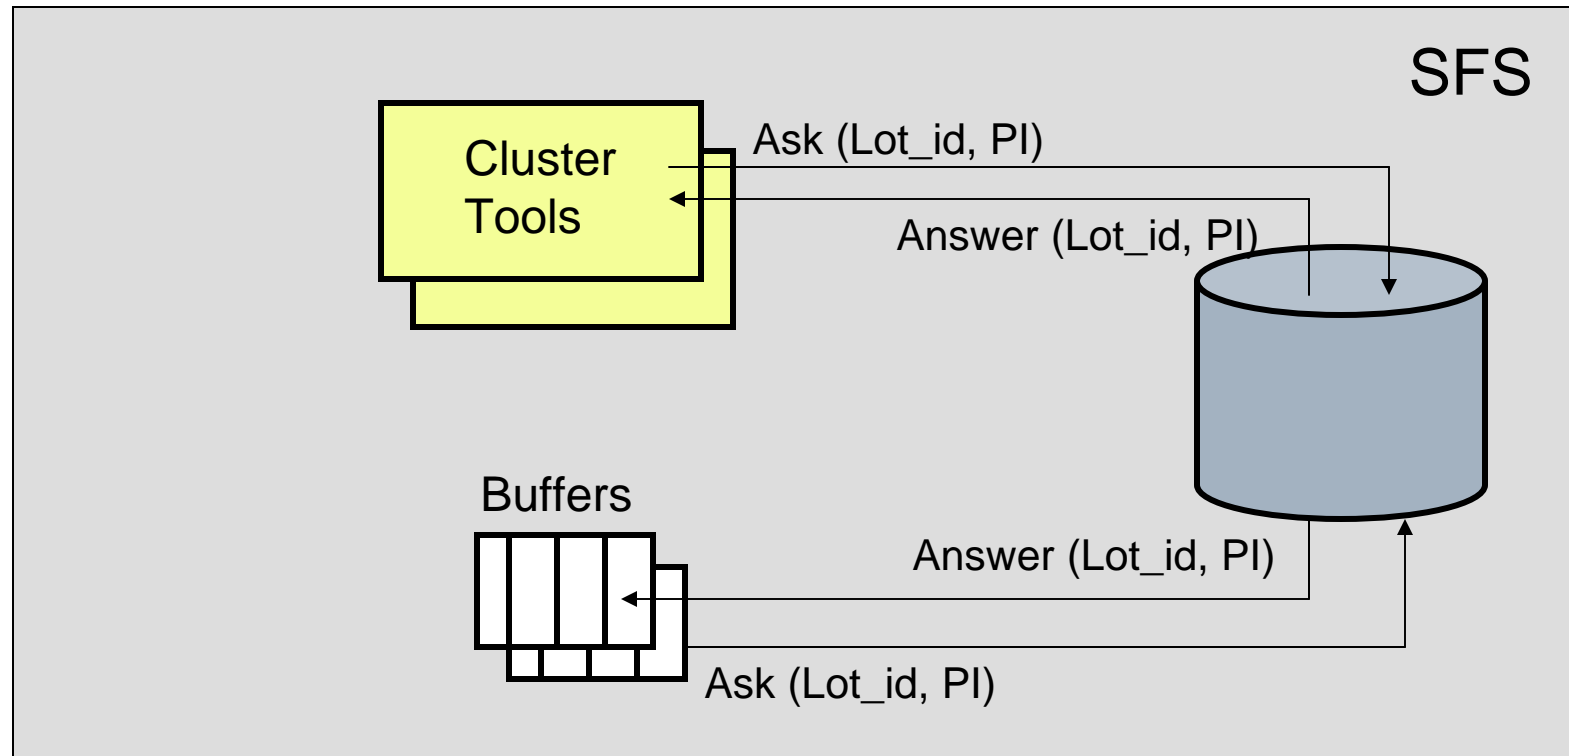 SFS
Cluster
Tools
Ask (Lot_id, PI)
Answer (Lot_id, PI)
Buffers
Answer (Lot_id, PI)
Ask (Lot_id, PI)